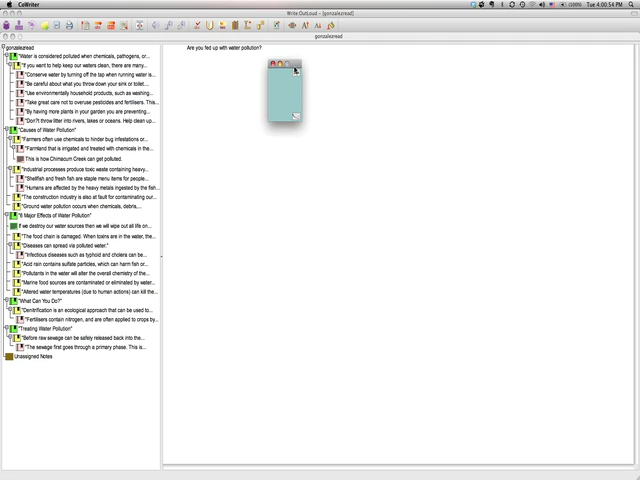 CoWriter
(100%) Tue 4:00:54 PM
Write:OutLoud - [gonzalezread]
gonzalezread
gonzalezread
"Water is considered polluted when chemicals, pathogens, or...
"If you want to help keep our waters clean, there are many...
"Conserve water by turning off the tap when running water is...
"Be careful about what you throw down your sink or toilet....
"Use environmentally household products, such as washing...
"Take great care not to overuse pesticides and fertilisers. This...
"By having more plants in your garden you are preventing...
"Don?t throw litter into rivers, lakes or oceans. Help clean up...
"Causes of Water Pollution"
"Farmers often use chemicals to hinder bug infestations or...
"Farmland that is irrigated and treated with chemicals in the...
This is how Chimacum Creek can get polluted.
"Industrial processes produce toxic waste containing heavy...
"Shellfish and fresh fish are staple menu items for people...
"Humans are affected by the heavy metals ingested by the fish...
"The construction industry is also at fault for contaminating our...
"Ground water pollution occurs when chemicals, debris,...
"8 Major Effects of Water Pollution"
If we destroy our water sources then we will wipe out all life on...
"The food chain is damaged. When toxins are in the water, the...
"Diseases can spread via polluted water."
"Infectious diseases such as typhoid and cholera can be...
"Acid rain contains sulfate particles, which can harm fish or...
"Pollutants in the water will alter the overall chemistry of the...
"Marine food sources are contaminated or eliminated by water...
"Altered water temperatures (due to human actions) can kill the...
"What Can You Do?"
"Denitrification is an ecological approach that can be used to...
"Fertilisers contain nitrogen, and are often applied to crops by...
"Treating Water Pollution"
"Before raw sewage can be safely released back into the...
"The sewage first goes through a primary phase. This is...
Unassigned Notes
Are you fed up with water pollution?